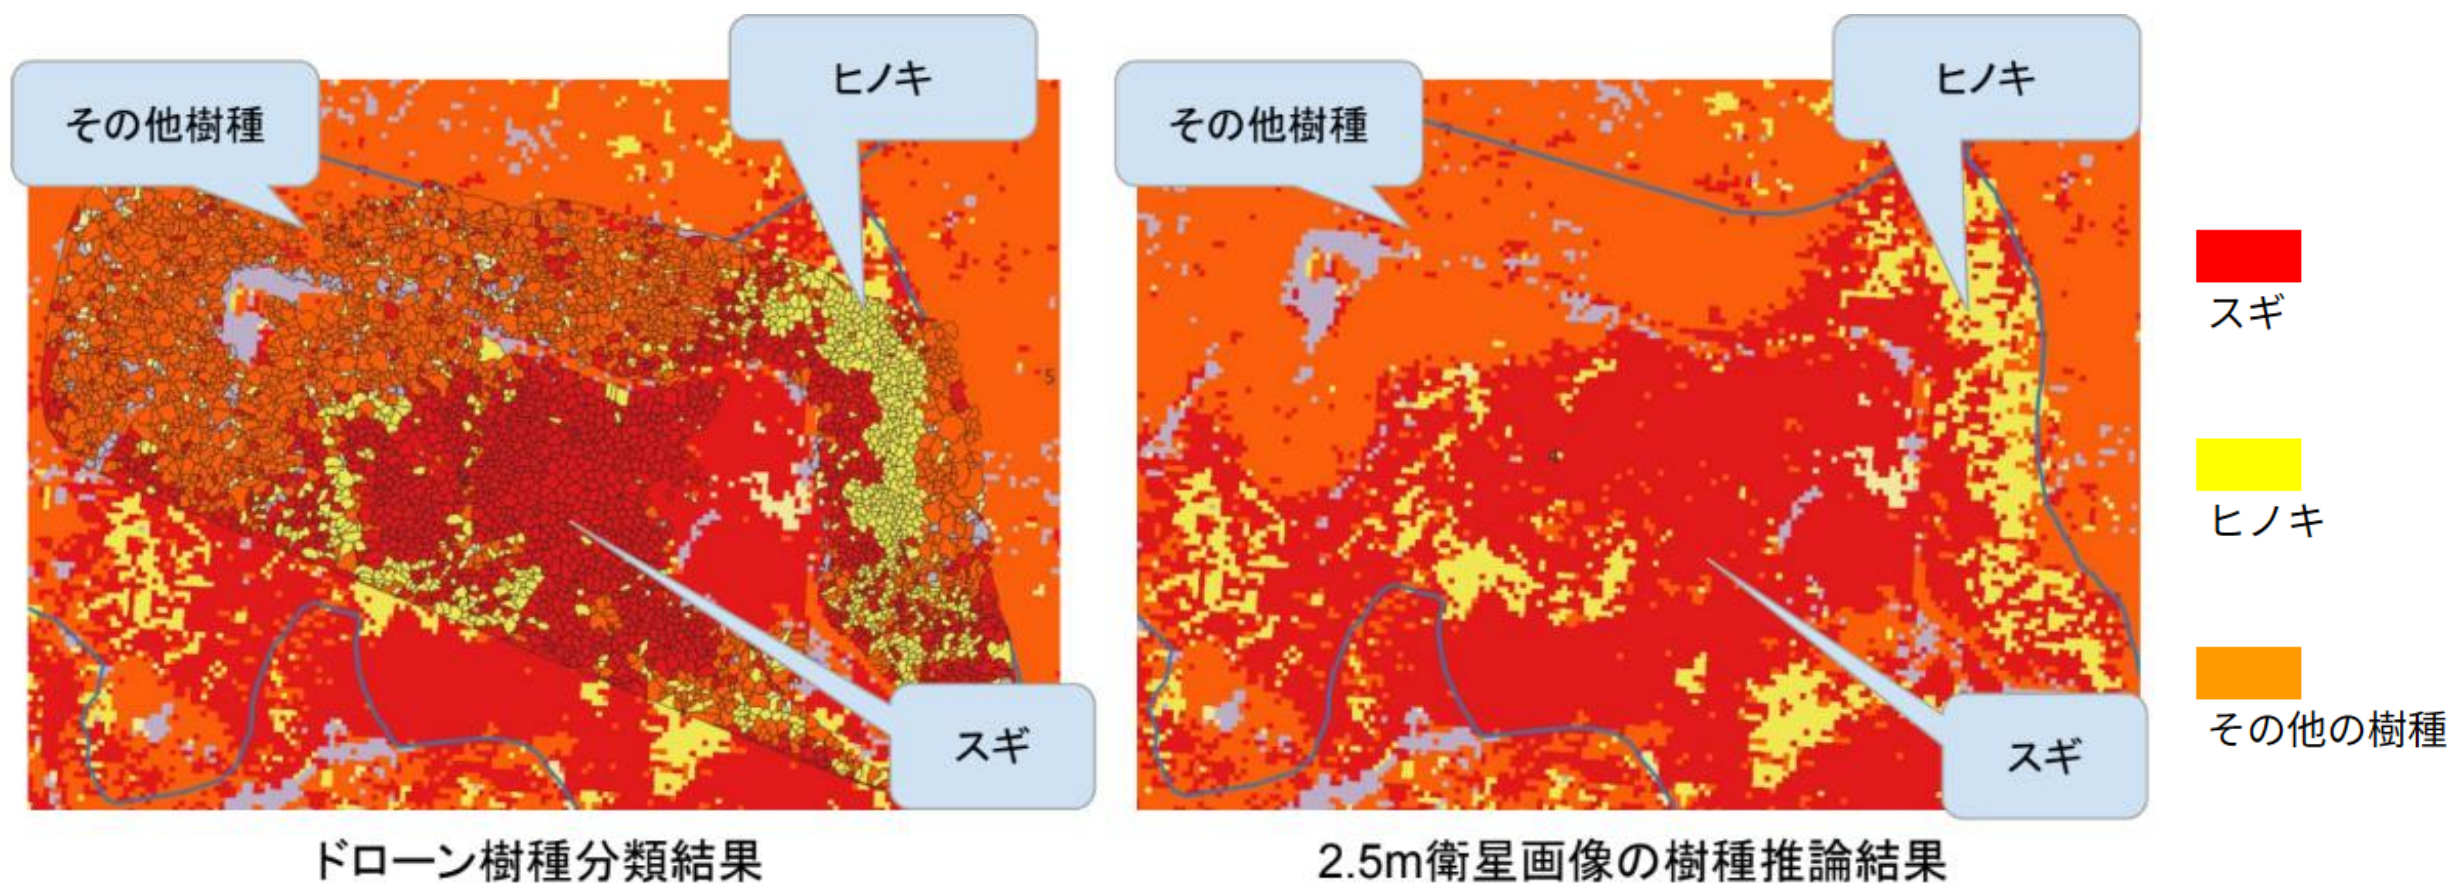 その他樹種
ヒノキ
スギ
5
ドローン樹種分類結果
その他樹種
ヒノキ
スギ
2.5m衛星画像の樹種推論結果
スギ
ヒノキ
その他の樹種